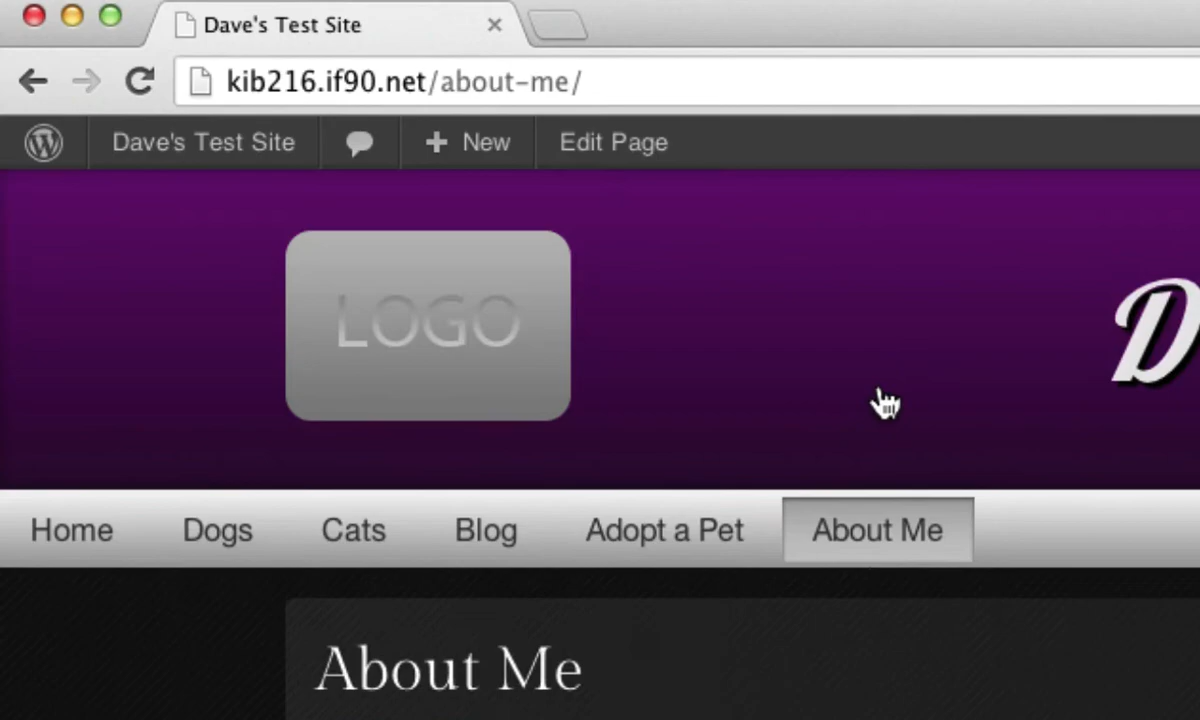 Dave's Test Site
kib216.if90.net/about-me/
Dave's Test Site New Edit Page
LOGO
D
Home Dogs Cats Blog Adopt a Pet About Me
About Me